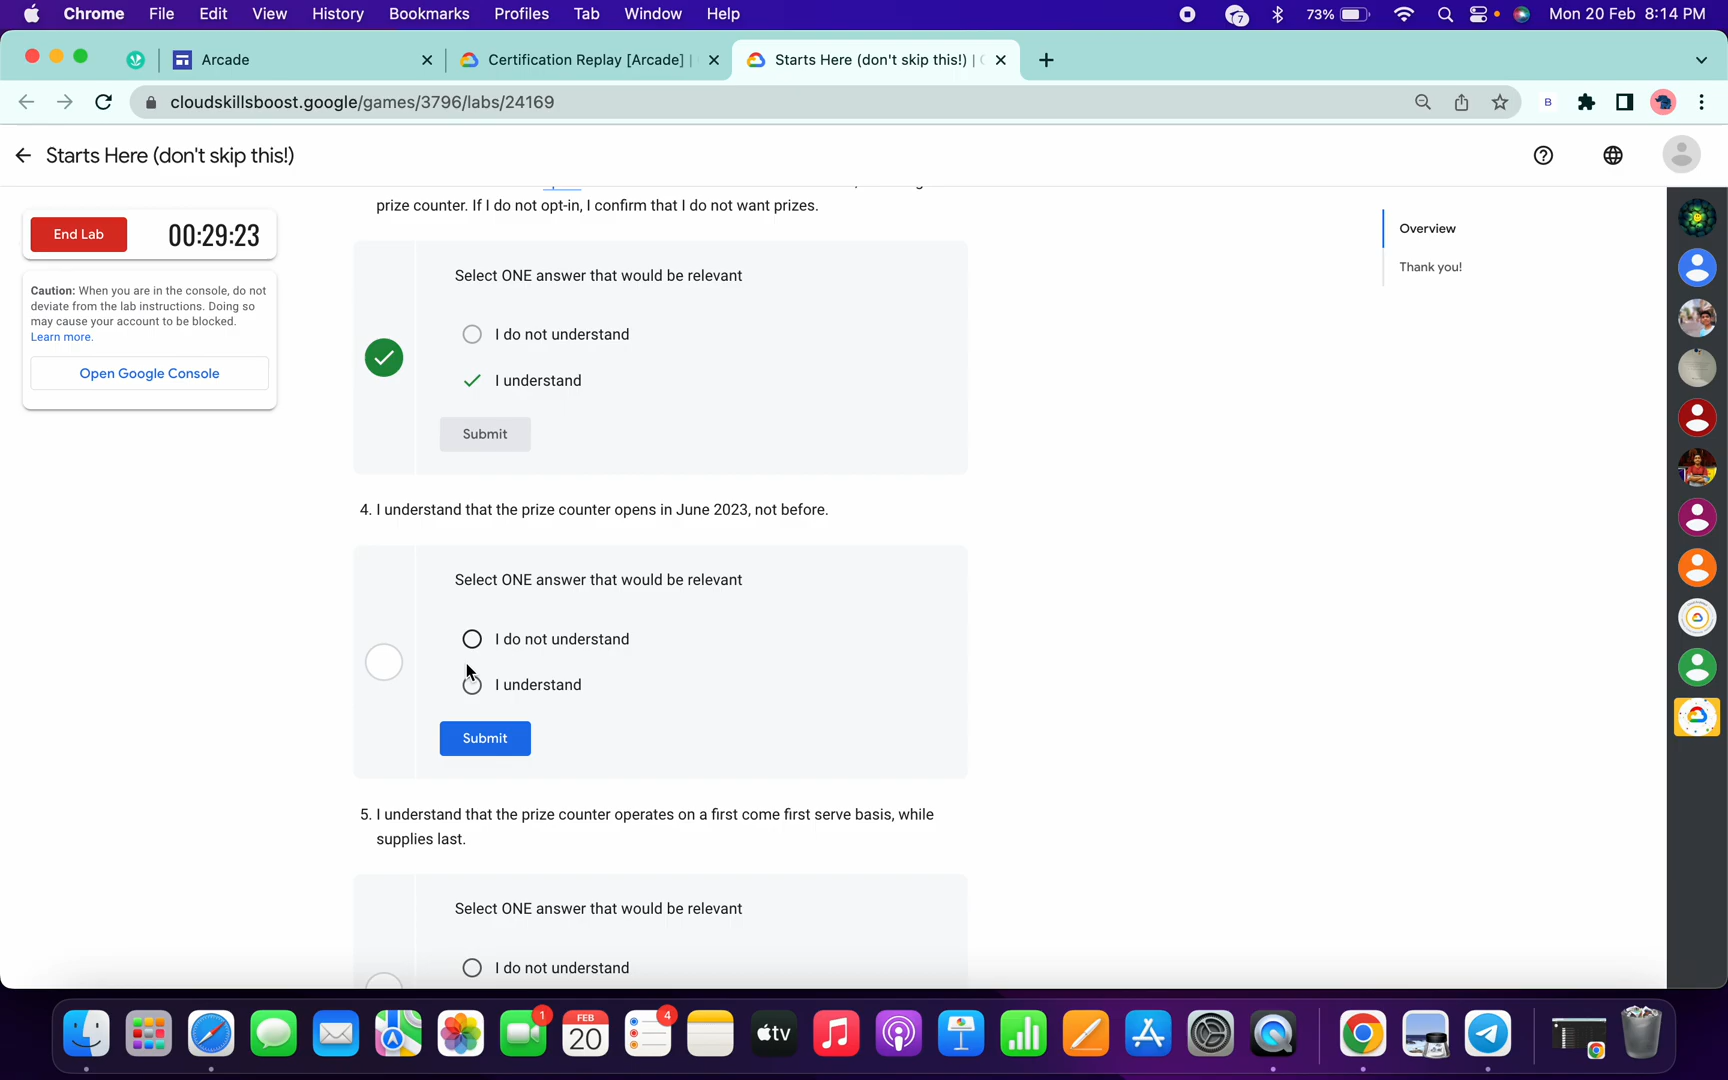 Chrome File Edit View History Bookmarks Profiles Tab Window Help 7 73% Mon 20 Feb 8:14 PM
Arcade Certification Replay [Arcade] | Starts Here (don't skip this!) |
cloudskillsboost.google/games/3796/labs/24169 B
Starts Here (don't skip this!)
End Lab 00:29:23
Caution: When you are in the console, do not
deviate from the lab instructions. Doing so
may cause your account to be blocked.
Learn more.
Open Google Console
prize counter. If I do not opt-in, I confirm that I do not want prizes.
Select ONE answer that would be relevant
I do not understand
I understand
Submit
4. I understand that the prize counter opens in June 2023, not before.
Select ONE answer that would be relevant
I do not understand
I understand
Submit
5. I understand that the prize counter operates on a first come first serve basis, while
supplies last.
Select ONE answer that would be relevant
I do not understand
Overview
Thank you!
1 FEB 20 4 tv